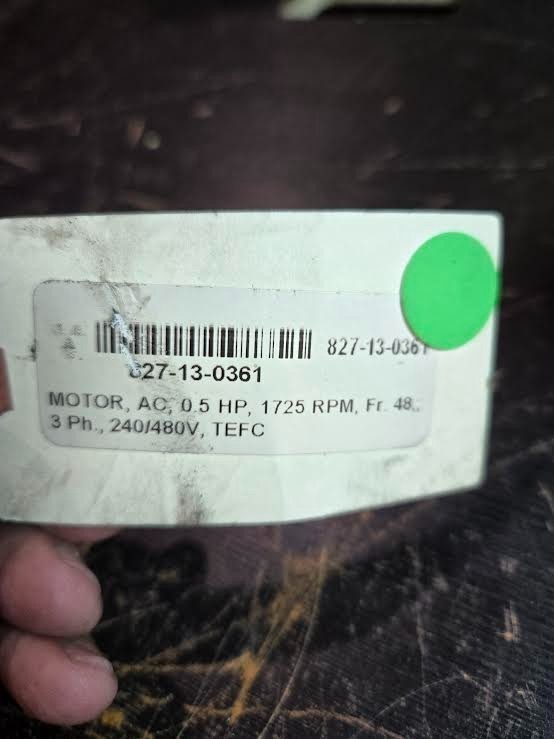 827-13-0361
827-13-0361
MOTOR, AC, 0.5 HP, 1725 RPM, Fr. 48,
3 Ph., 240/480V, TEFC